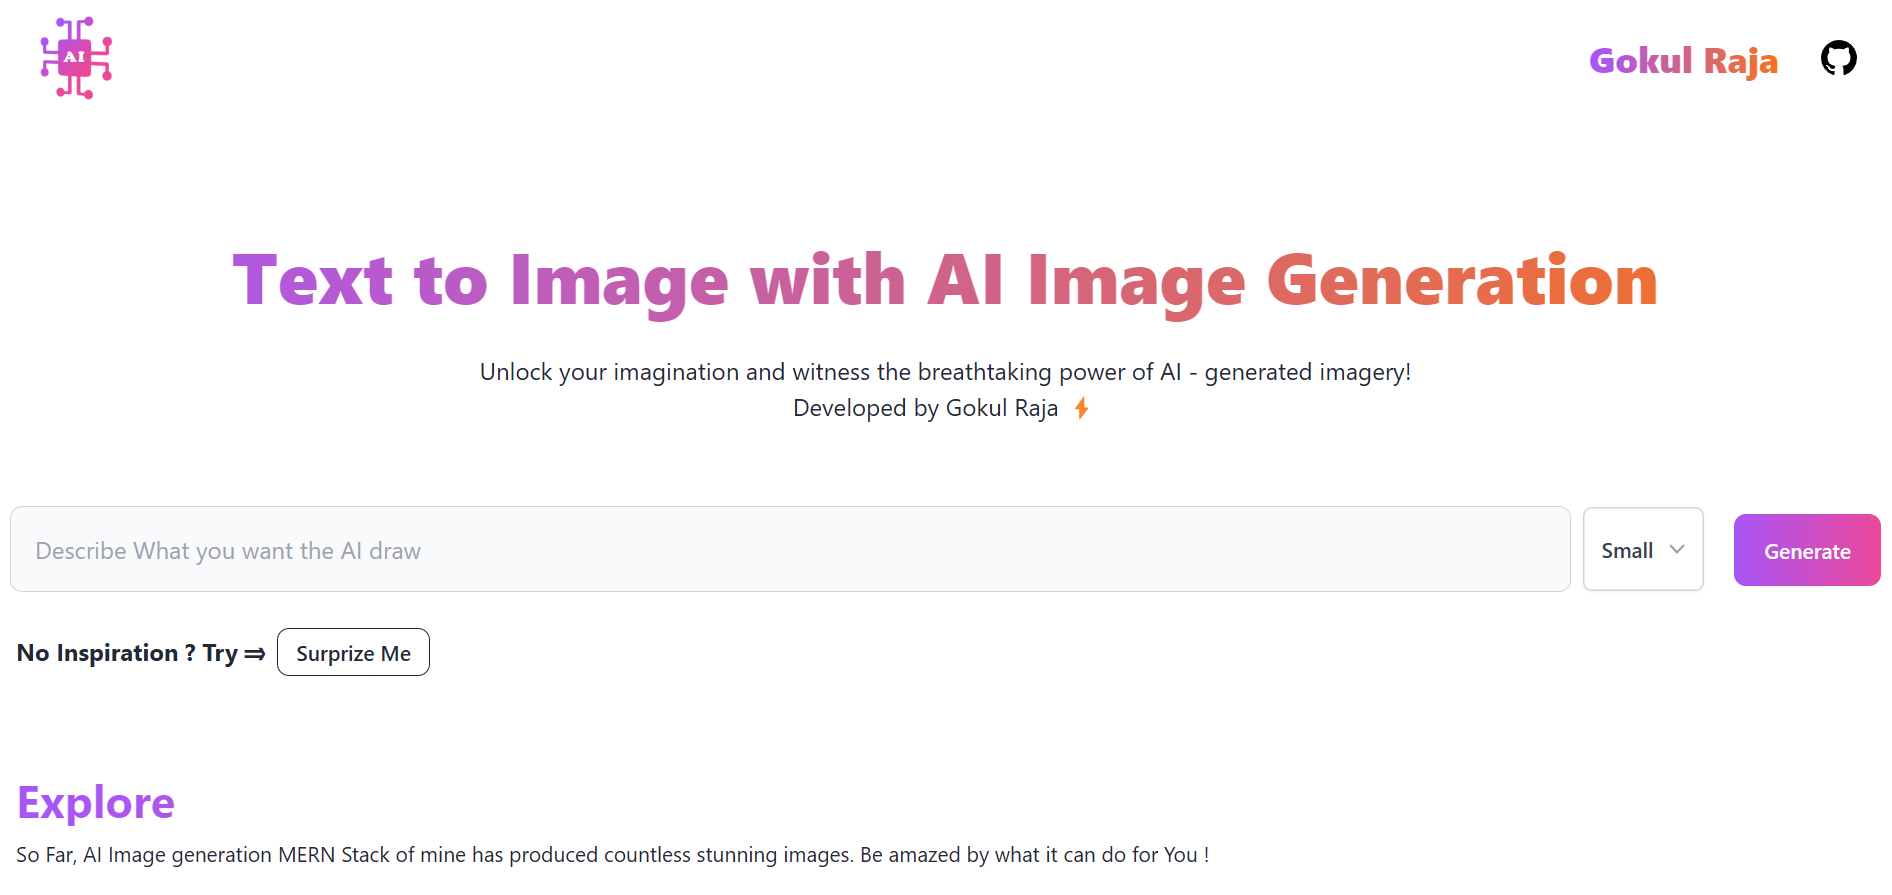 AI
Gokul Raja
Text to Image with AI Image Generation
Unlock your imagination and witness the breathtaking power of AI - generated imagery!
Developed by Gokul Raja
Describe What you want the AI draw
Small
Generate
No Inspiration ? Try ⇒
Surprize Me
Explore
So Far, AI Image generation MERN Stack of mine has produced countless stunning images. Be amazed by what it can do for You !